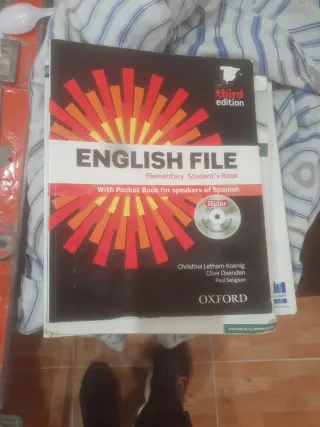 third
edition
ENGLISH FILE
Elementary Student's Book
With Pocket Book for speakers of Spanish
iTutor
Christina Latham-Koenig
Clive Oxenden
Paul Seligson
OXFORD